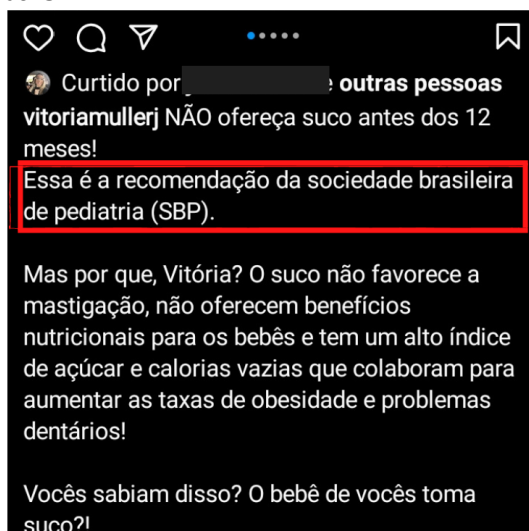 Curtido por outras pessoas
vitoriamullerj NÃO ofereça suco antes dos 12
meses!
Essa é a recomendação da sociedade brasileira
de pediatria (SBP).
Mas por que, Vitória? O suco não favorece a
mastigação, não oferecem benefícios
nutricionais para os bebês e tem um alto índice
de açúcar e calorias vazias que colaboram para
aumentar as taxas de obesidade e problemas
dentários!
Vocês sabiam disso? O bebê de vocês toma
suco?!